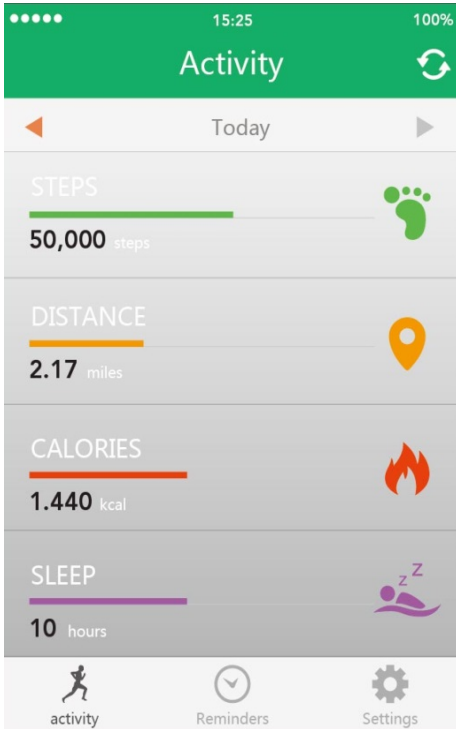 15:25
100%
Activity
Today
STEPS
50,000 steps
DISTANCE
2.17 miles
CALORIES
1.440 kcal
SLEEP
z Z
10 hours
activity
Reminders
Settings